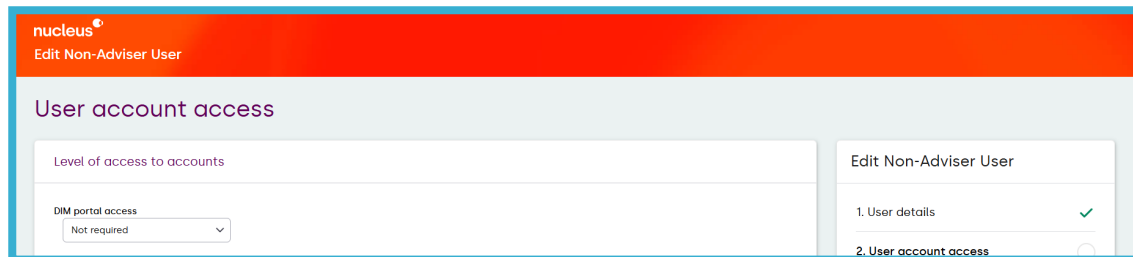 nucleus
Edit Non-Adviser User
User account access
Level of access to accounts
DIM portal access
Not required
Edit Non-Adviser User
1. User details
2. User account access